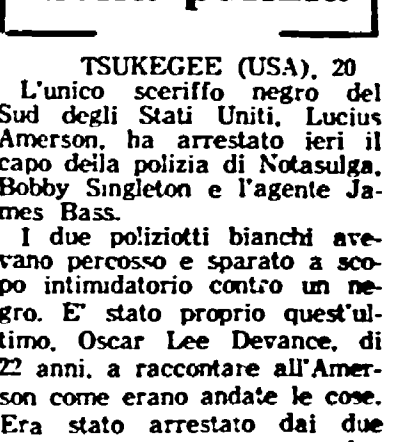 TSUKEGEE (USA), 20
L'unico sceriffo negro del
Sud degli Stati Uniti, Lucius
Amerson, ha arrestato ieri il
capo della polizia di Notasulga,
Bobby Singleton e l'agente Ja-
mes Bass.
I due poliziotti bianchi ave-
vano percosso e sparato a sco-
po intimidatorio contro un ne-
gro. E' stato proprio quest'ul-
timo, Oscar Lee Devance, di
22 anni, a raccontare all'Amer-
son come erano andate le cose.
Era stato arrestato dai due